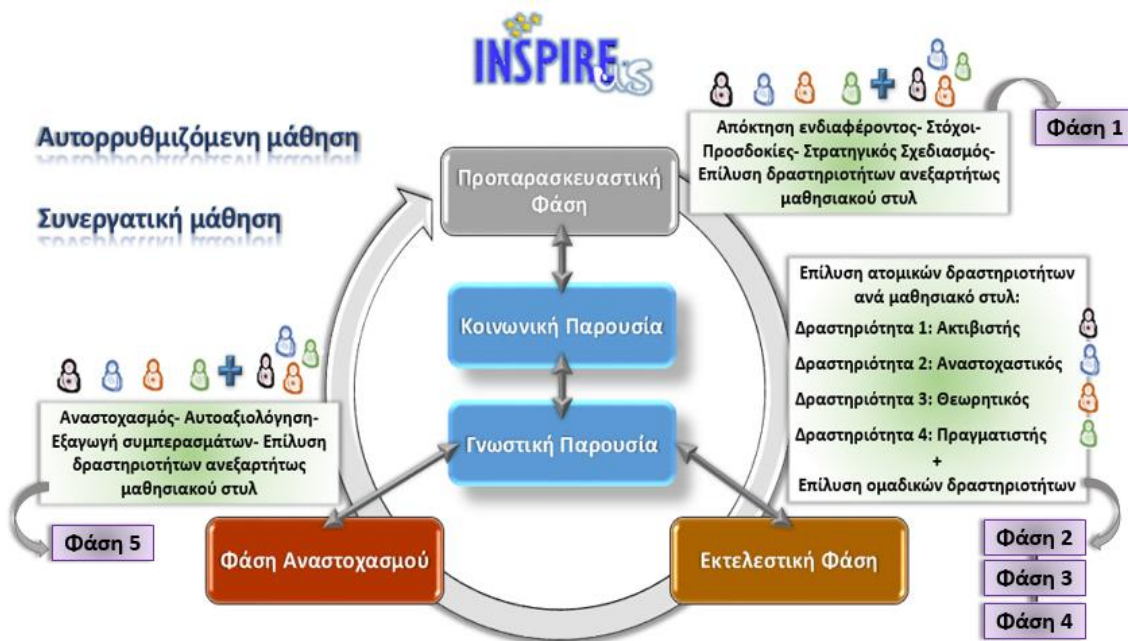 INSPIREus
Αυτορρυθμιζόμενη μάθηση
Συνεργατική μάθηση
Απόκτηση ενδιαφέροντος- Στόχοι-
Προσδοκίες- Στρατηγικός Σχεδιασμός-
Επίλυση δραστηριοτήτων ανεξαρτήτως
μαθησιακού στυλ
Φάση 1
Προπαρασκευαστική
Φάση
Κοινωνική Παρουσία
Γνωστική Παρουσία
Επίλυση ατομικών δραστηριοτήτων
ανά μαθησιακό στυλ:
Δραστηριότητα 1: Ακτιβιστής
Δραστηριότητα 2: Αναστοχαστικός
Δραστηριότητα 3: Θεωρητικός
Δραστηριότητα 4: Πραγματιστής
+
Επίλυση ομαδικών δραστηριοτήτων
Φάση 2
Φάση 3
Φάση 4
Εκτελεστική Φάση
Αναστοχασμός- Αυτοαξιολόγηση-
Εξαγωγή συμπερασμάτων- Επίλυση
δραστηριοτήτων ανεξαρτήτως
μαθησιακού στυλ
Φάση 5
Φάση Αναστοχασμού